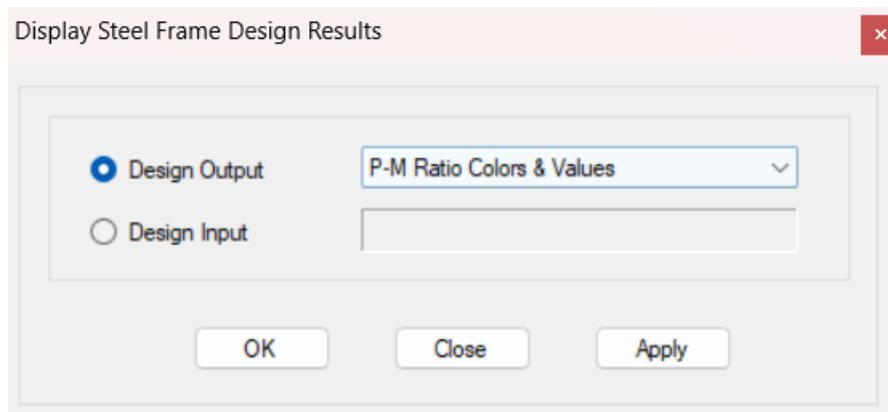 Display Steel Frame Design Results
Design Output
P-M Ratio Colors & Values
Design Input
OK
Close
Apply